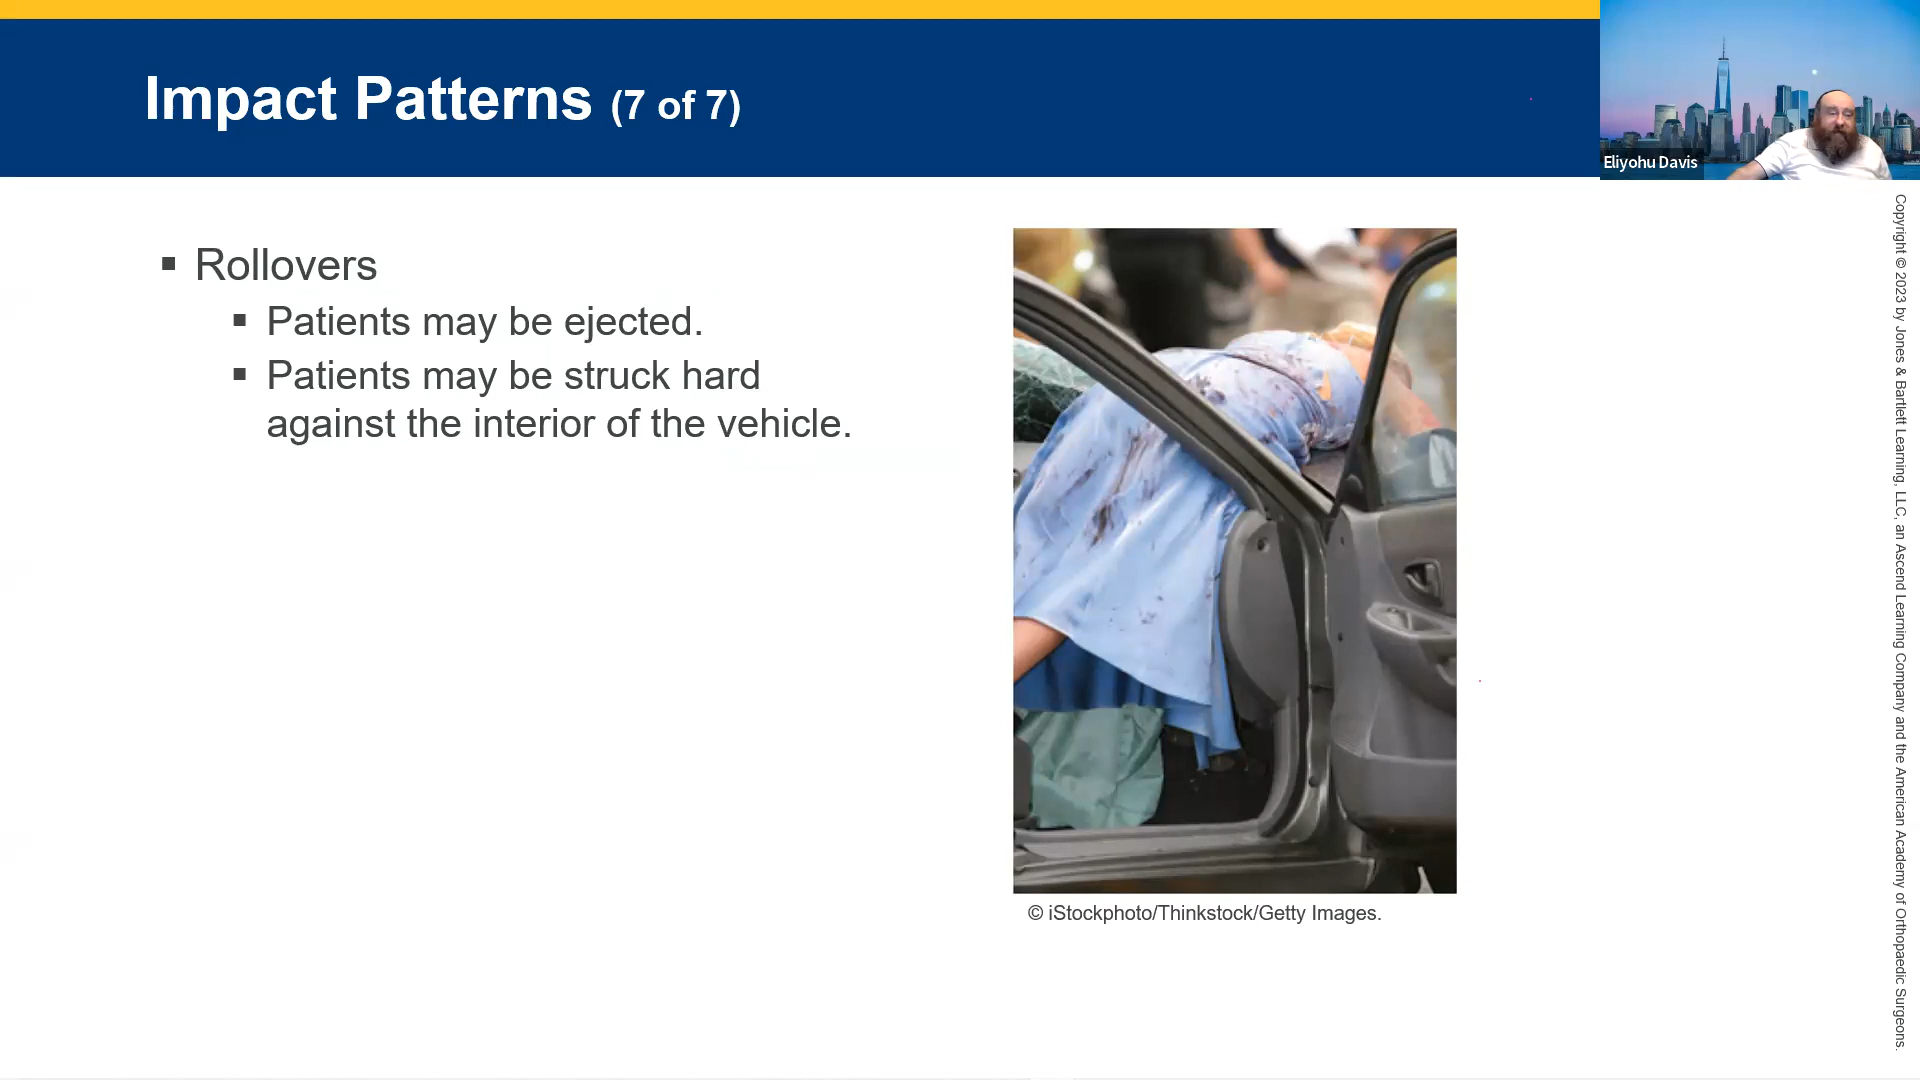 Impact Patterns (7 of 7)
Eliyohu Davis
▪ Rollovers
▪ Patients may be ejected.
▪ Patients may be struck hard
against the interior of the vehicle.
© iStockphoto/Thinkstock/Getty Images.
Copyright © 2023 by Jones & Bartlett Learning, LLC, an Ascend Learning Company and the American Academy of Orthopaedic Surgeons.